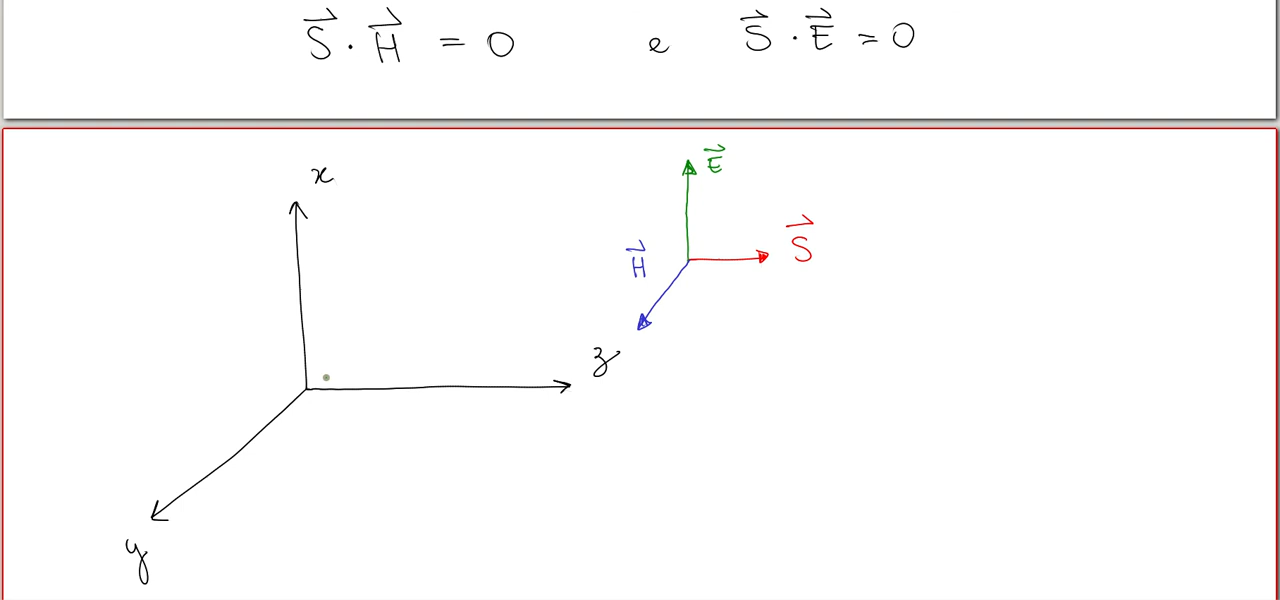 S⃗ · H⃗ = 0 e S⃗ · E⃗ = 0
x
E⃗
H⃗
S⃗
z
y